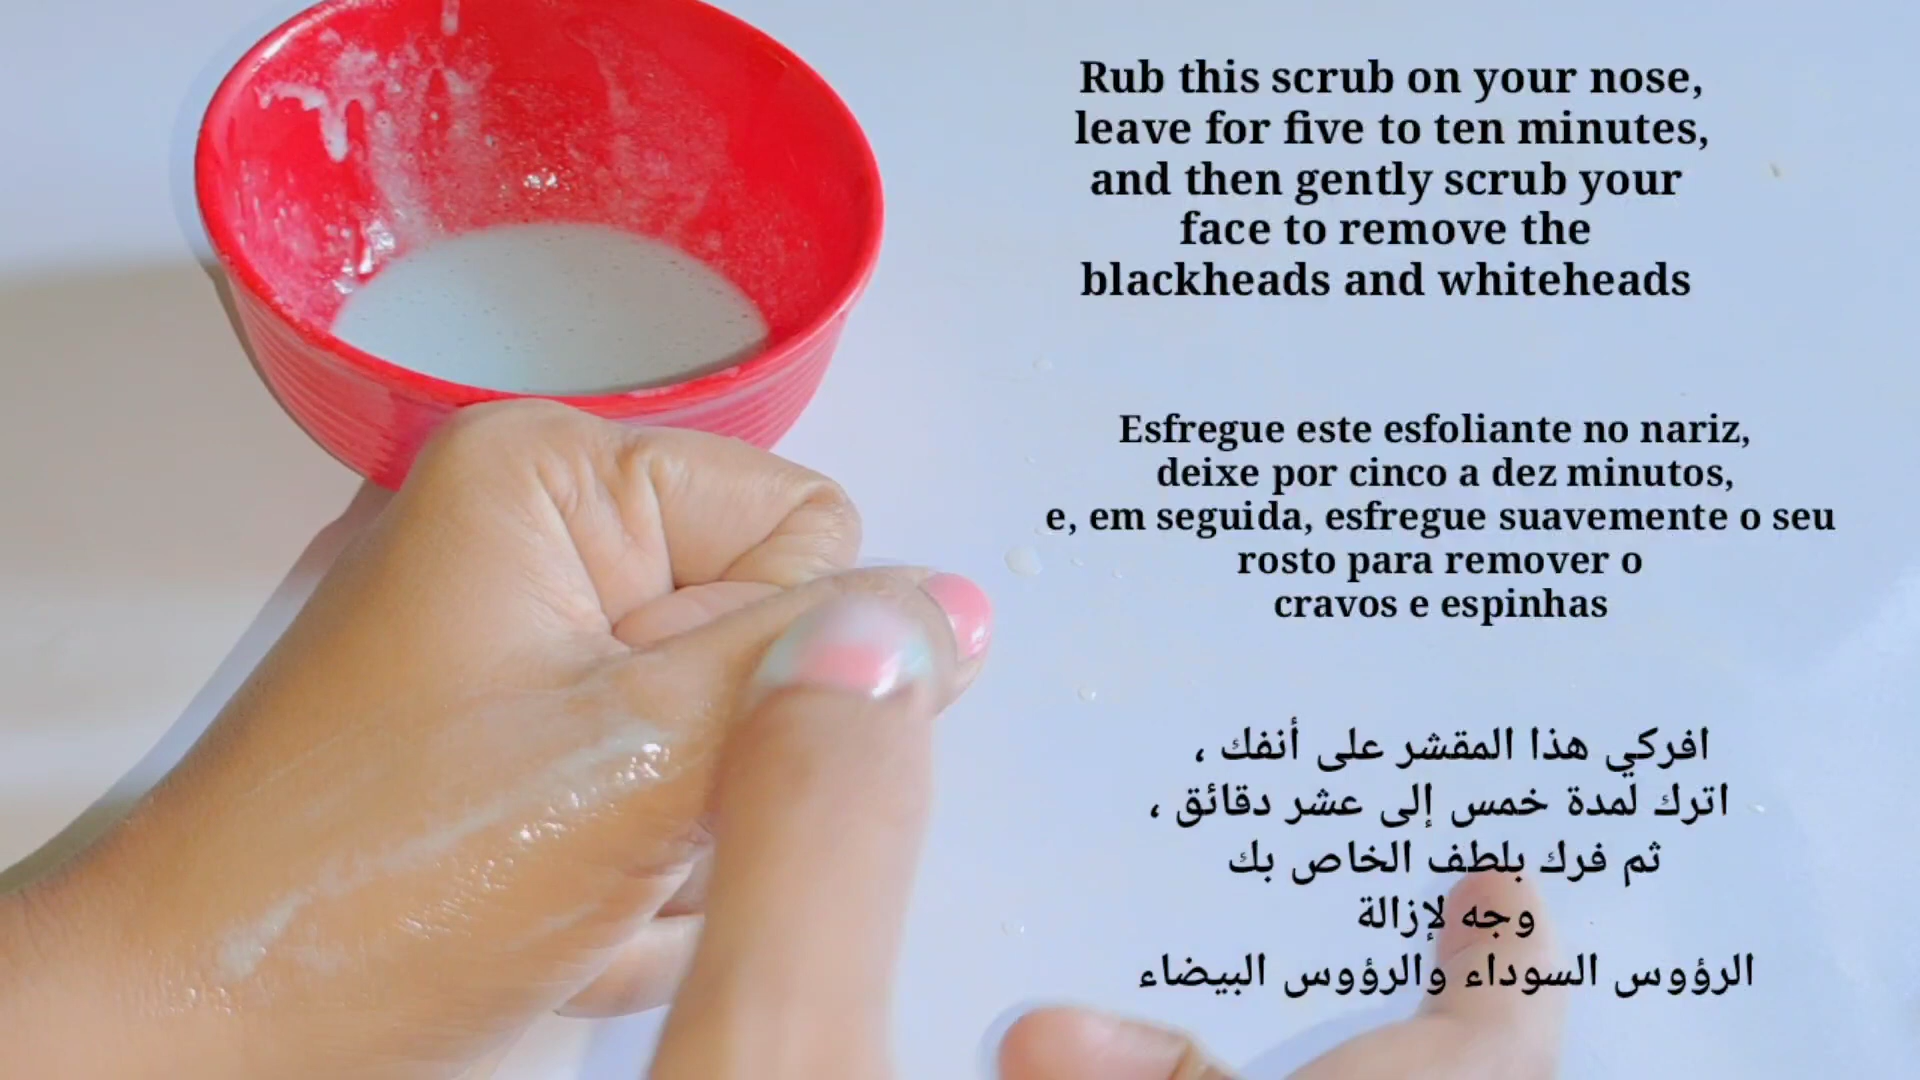 Rub this scrub on your nose,
leave for five to ten minutes,
and then gently scrub your
face to remove the
blackheads and whiteheads
Esfregue este esfoliante no nariz,
deixe por cinco a dez minutos,
e, em seguida, esfregue suavemente o seu
rosto para remover o
cravos e espinhas
افركي هذا المقشر على أنفك ،
اترك لمدة خمس إلى عشر دقائق ،
ثم فرك بلطف الخاص بك
وجه لإزالة
الرؤوس السوداء والرؤوس البيضاء